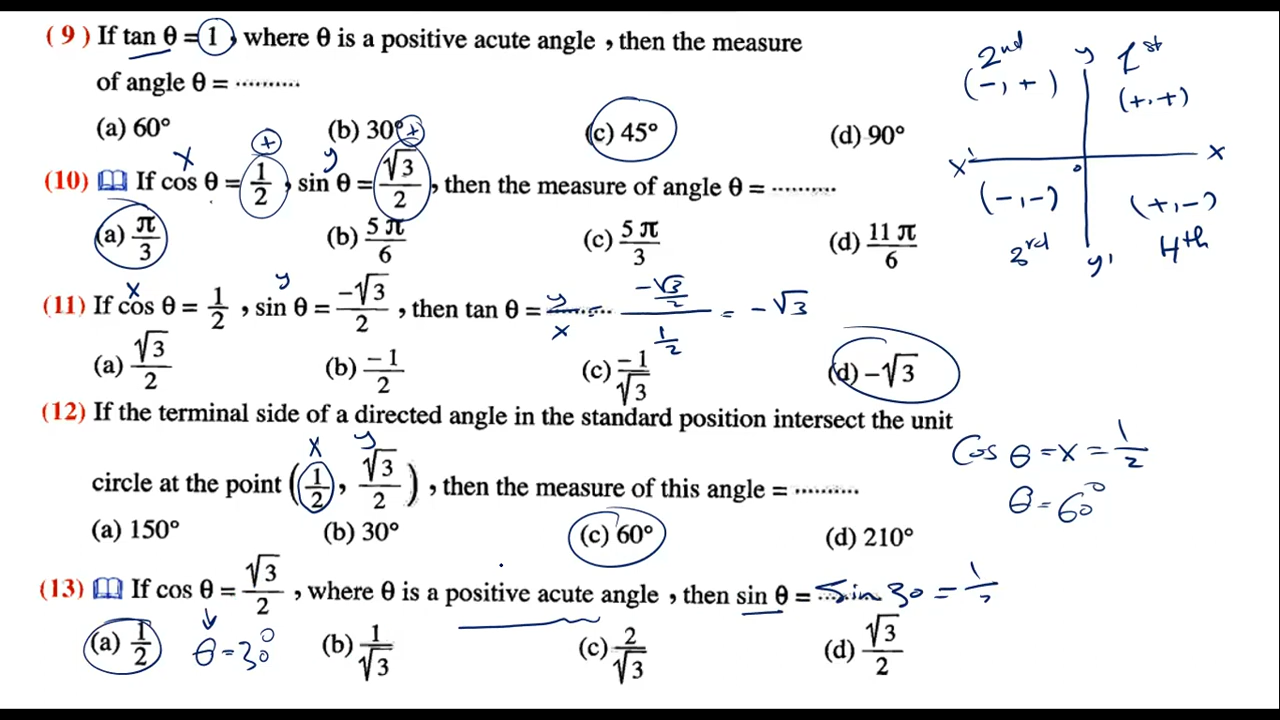 (9) If tan θ = 1, where θ is a positive acute angle, then the measure
of angle θ = ..........
(a) 60° (b) 30° (c) 45° (d) 90°
+ +
x y
(10) If cos θ = 1/2, sin θ = √3/2, then the measure of angle θ = ..........
(a) π/3 (b) 5π/6 (c) 5π/3 (d) 11π/6
x y
(11) If cos θ = 1/2, sin θ = -√3/2, then tan θ = .......... y/x = (-√3/2)/(1/2) = -√3
(a) √3/2 (b) -1/2 (c) -1/√3 (d) -√3
(12) If the terminal side of a directed angle in the standard position intersect the unit
x y
circle at the point (1/2, √3/2), then the measure of this angle = ..........
(a) 150° (b) 30° (c) 60° (d) 210°
(13) If cos θ = √3/2, where θ is a positive acute angle, then sin θ = ..... sin 30 = 1/2
(a) 1/2 θ = 30° (b) 1/√3 (c) 2/√3 (d) √3/2
2nd y 1st
(-, +) (+, +)
x' o x
(-, -) (+, -)
3rd y' 4th
Cos θ = x = 1/2
θ = 60°